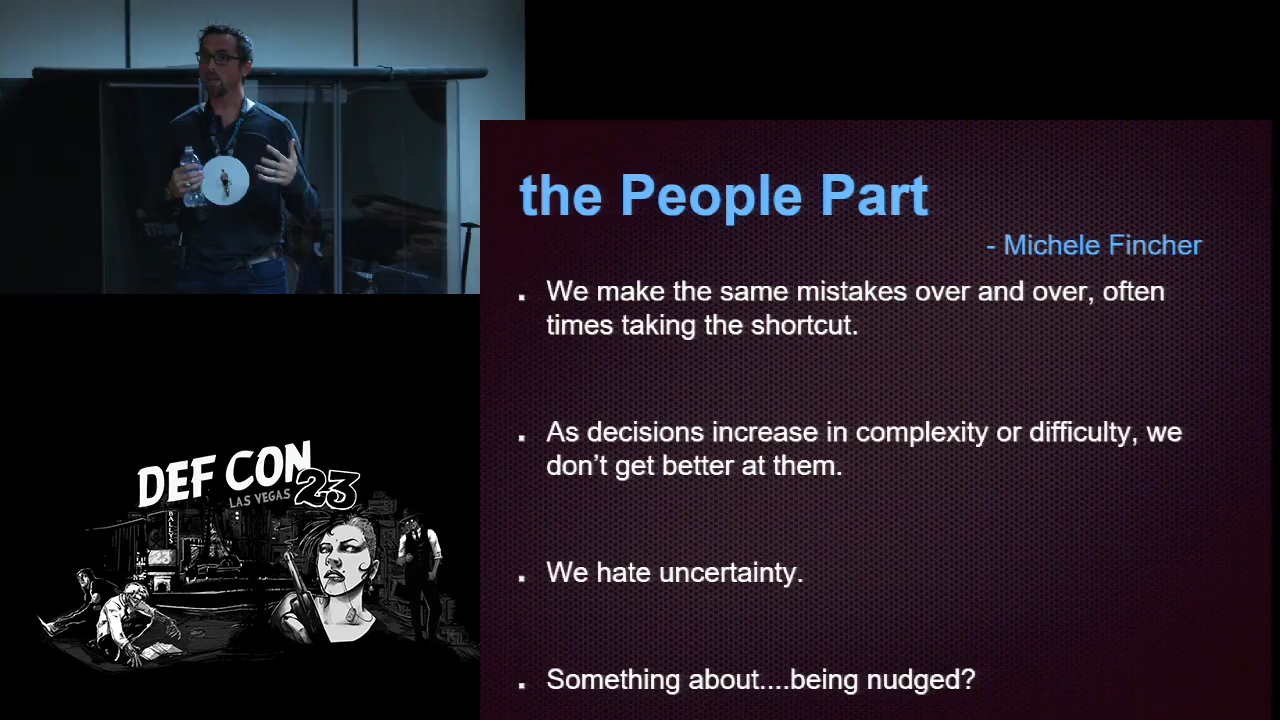 the People Part
- Michele Fincher
. We make the same mistakes over and over, often
times taking the shortcut.
. As decisions increase in complexity or difficulty, we
don’t get better at them.
. We hate uncertainty.
. Something about....being nudged?
DEF CON
LAS VEGAS 23
BALLYS
23